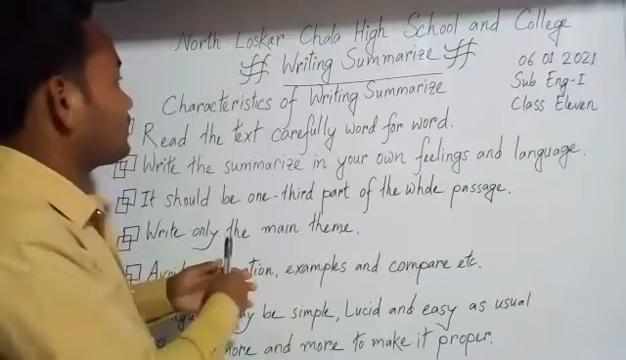 North Loskar Chala High School and College
Writing Summarize
06 01 2021
Sub. Eng-I
Class Eleven
Characteristics of Writing Summarize
Read the text carefully word for word.
Write the summarize in your own feelings and language.
It should be one-third part of the whole passage.
Write only the main theme.
examples and compare etc.
be simple, Lucid and easy as usual
more and more to make it proper.